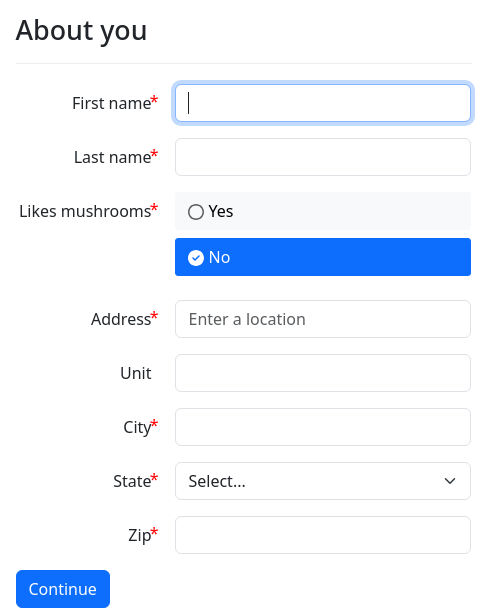 About you
First name*
Last name*
Likes mushrooms*
Yes
No
Address*
Enter a location
Unit
City*
State*
Select...
Zip*
Continue